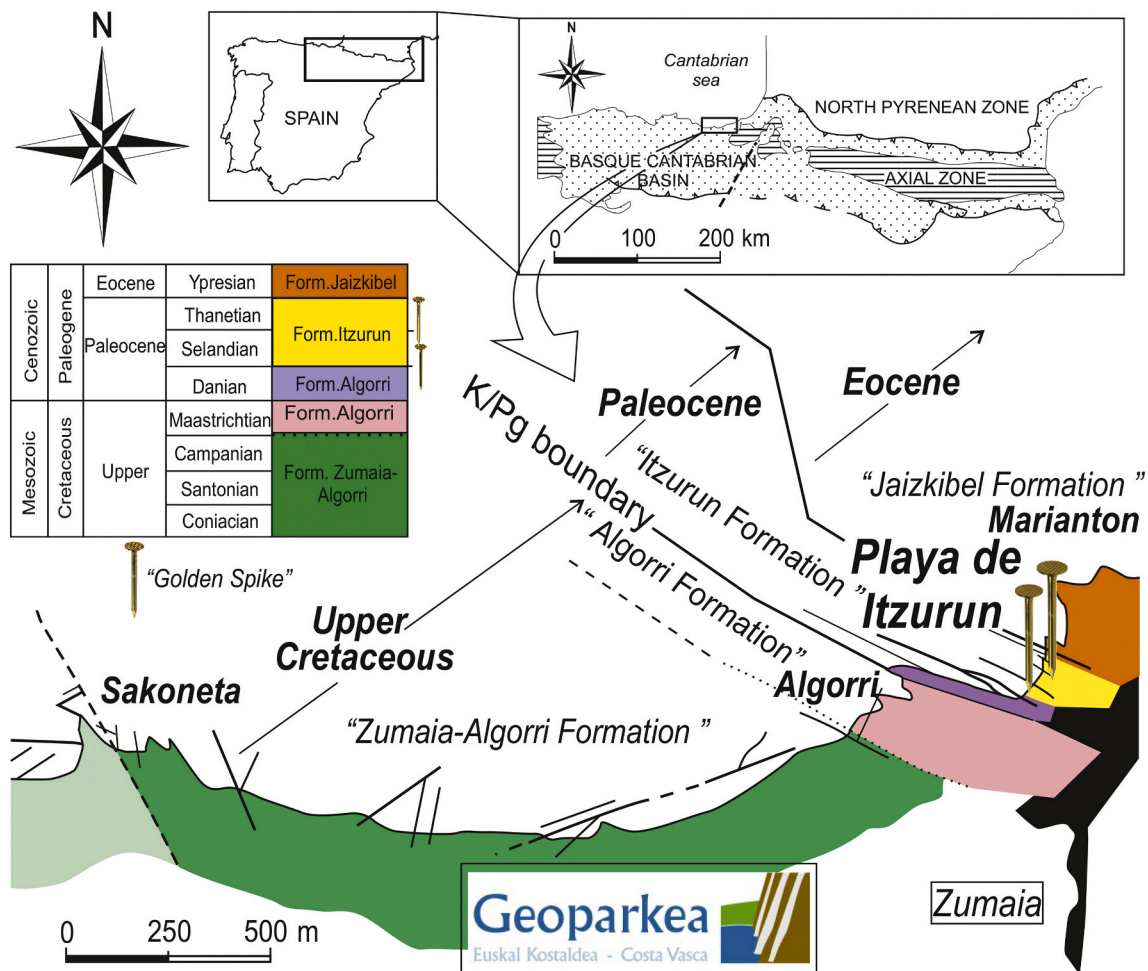 N
SPAIN
N
Cantabrian
sea
NORTH PYRENEAN ZONE
BASQUE CANTABRIAN
BASIN
AXIAL ZONE
0 100 200 km
Cenozoic
Paleogene
Eocene
Ypresian
Form.Jaizkibel
Paleocene
Thanetian
Selandian
Form.Itzurun
Danian
Form.Algorri
Mesozoic
Cretaceous
Upper
Maastrichtian
Form.Algorri
Campanian
Santonian
Coniacian
Form. Zumaia-
Algorri
"Golden Spike"
K/Pg boundary
Paleocene
Eocene
"Itzurun Formation "
"Algorri Formation"
"Jaizkibel Formation "
Marianton
Playa de
Itzurun
Upper
Cretaceous
Sakoneta
Algorri
"Zumaia-Algorri Formation "
Zumaia
0 250 500 m
Geoparkea
Euskal Kostaldea - Costa Vasca